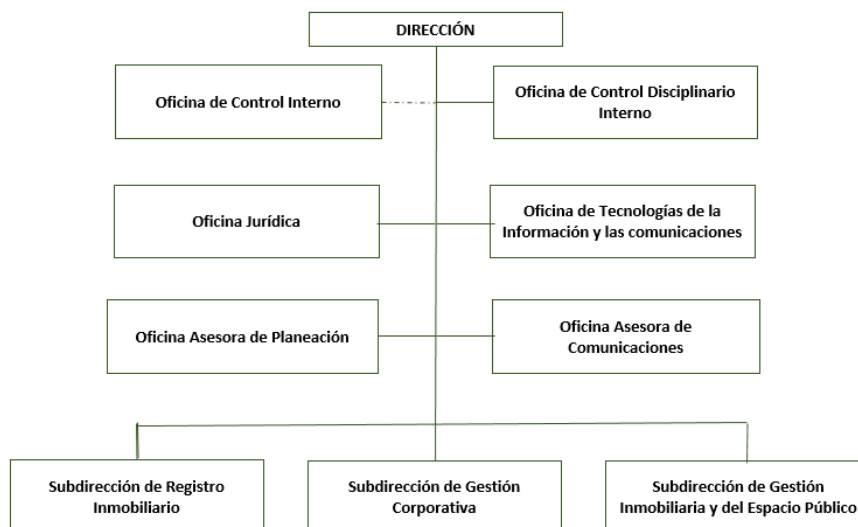 DIRECCIÓN
Oficina de Control Interno
Oficina de Control Disciplinario
Interno
Oficina Jurídica
Oficina de Tecnologías de la
Información y las comunicaciones
Oficina Asesora de Planeación
Oficina Asesora de
Comunicaciones
Subdirección de Registro
Inmobiliario
Subdirección de Gestión
Corporativa
Subdirección de Gestión
Inmobiliaria y del Espacio Público